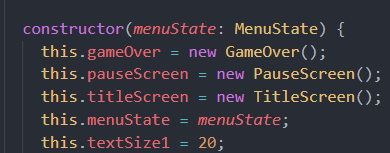 constructor(menuState: MenuState) {
this.gameOver = new GameOver();
this.pauseScreen = new PauseScreen();
this.titleScreen = new TitleScreen();
this.menuState = menuState;
this.textSize1 = 20;